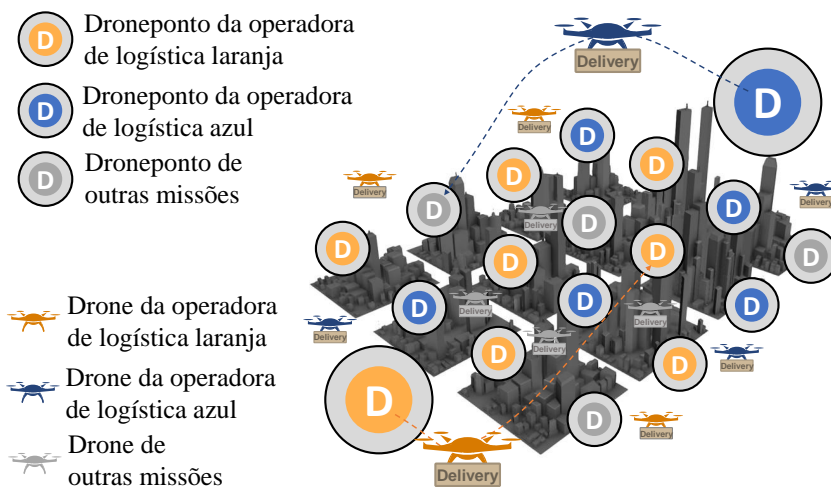 D
Droneponto da operadora
de logística laranja
D
Droneponto da operadora
de logística azul
D
Droneponto de
outras missões
Drone da operadora
de logística laranja
Drone da operadora
de logística azul
Drone de
outras missões
Delivery
D
Delivery
D
D
D
Delivery
Delivery
D
D
D
Delivery
D
D
D
D
D
D
D
Delivery
Delivery
Delivery
Delivery
D
D
Delivery
D
D
Delivery
Delivery